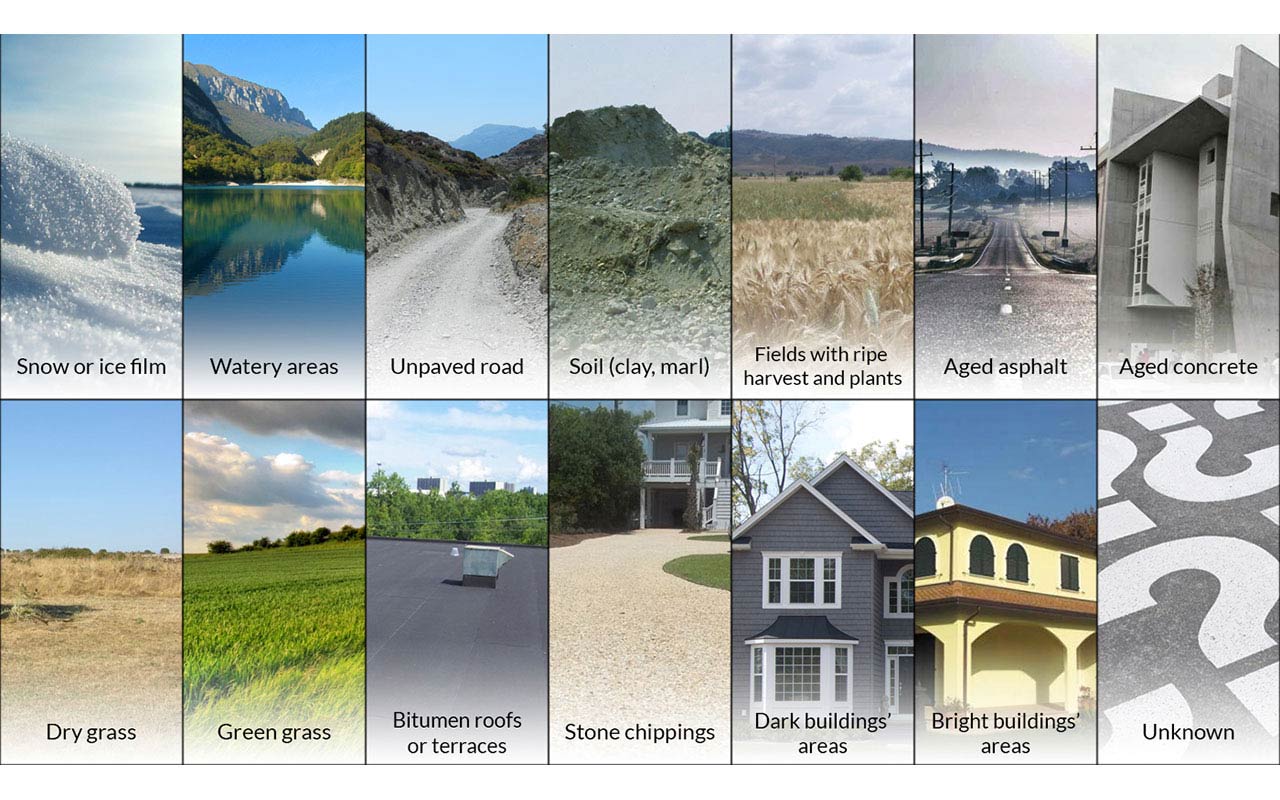 Snow or ice film
Watery areas
Unpaved road
Soil (clay, marl)
Fields with ripe
harvest and plants
Aged asphalt
Aged concrete
Dry grass
Green grass
Bitumen roofs
or terraces
Stone chippings
Dark buildings’
areas
Bright buildings’
areas
Unknown